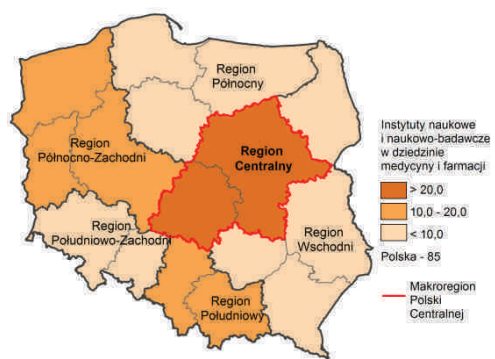 Region
Północny
Region
Północno-Zachodni
Region
Centralny
Region
Południowo-Zachodni
Region
Wschodni
Region
Południowy
Instytuty naukowe
i naukowo-badawcze
w dziedzinie
medycyny i farmacji
> 20,0
10,0 - 20,0
< 10,0
Polska - 85
Makroregion
Polski
Centralnej